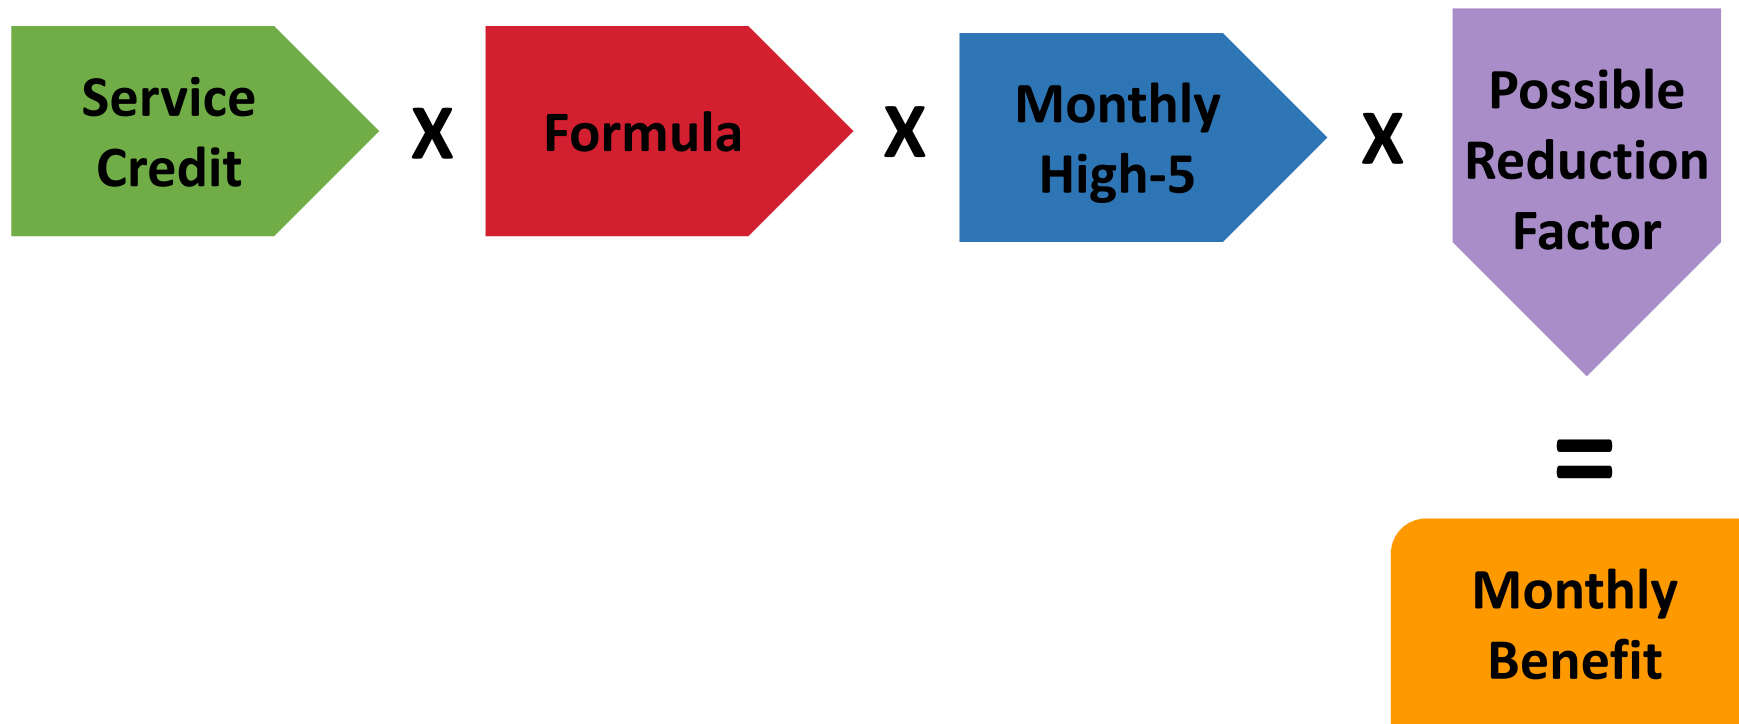 Service
Credit
X
Formula
X
Monthly
High-5
X
Possible
Reduction
Factor
=
Monthly
Benefit